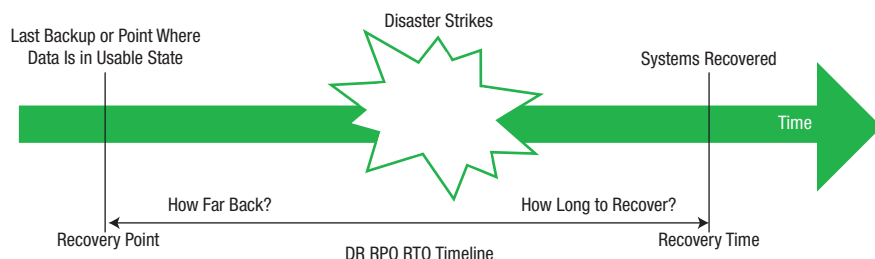 Disaster Strikes
Last Backup or Point Where
Data Is in Usable State
Systems Recovered
Time
How Far Back?
How Long to Recover?
Recovery Point
Recovery Time
DR RPO RTO Timeline